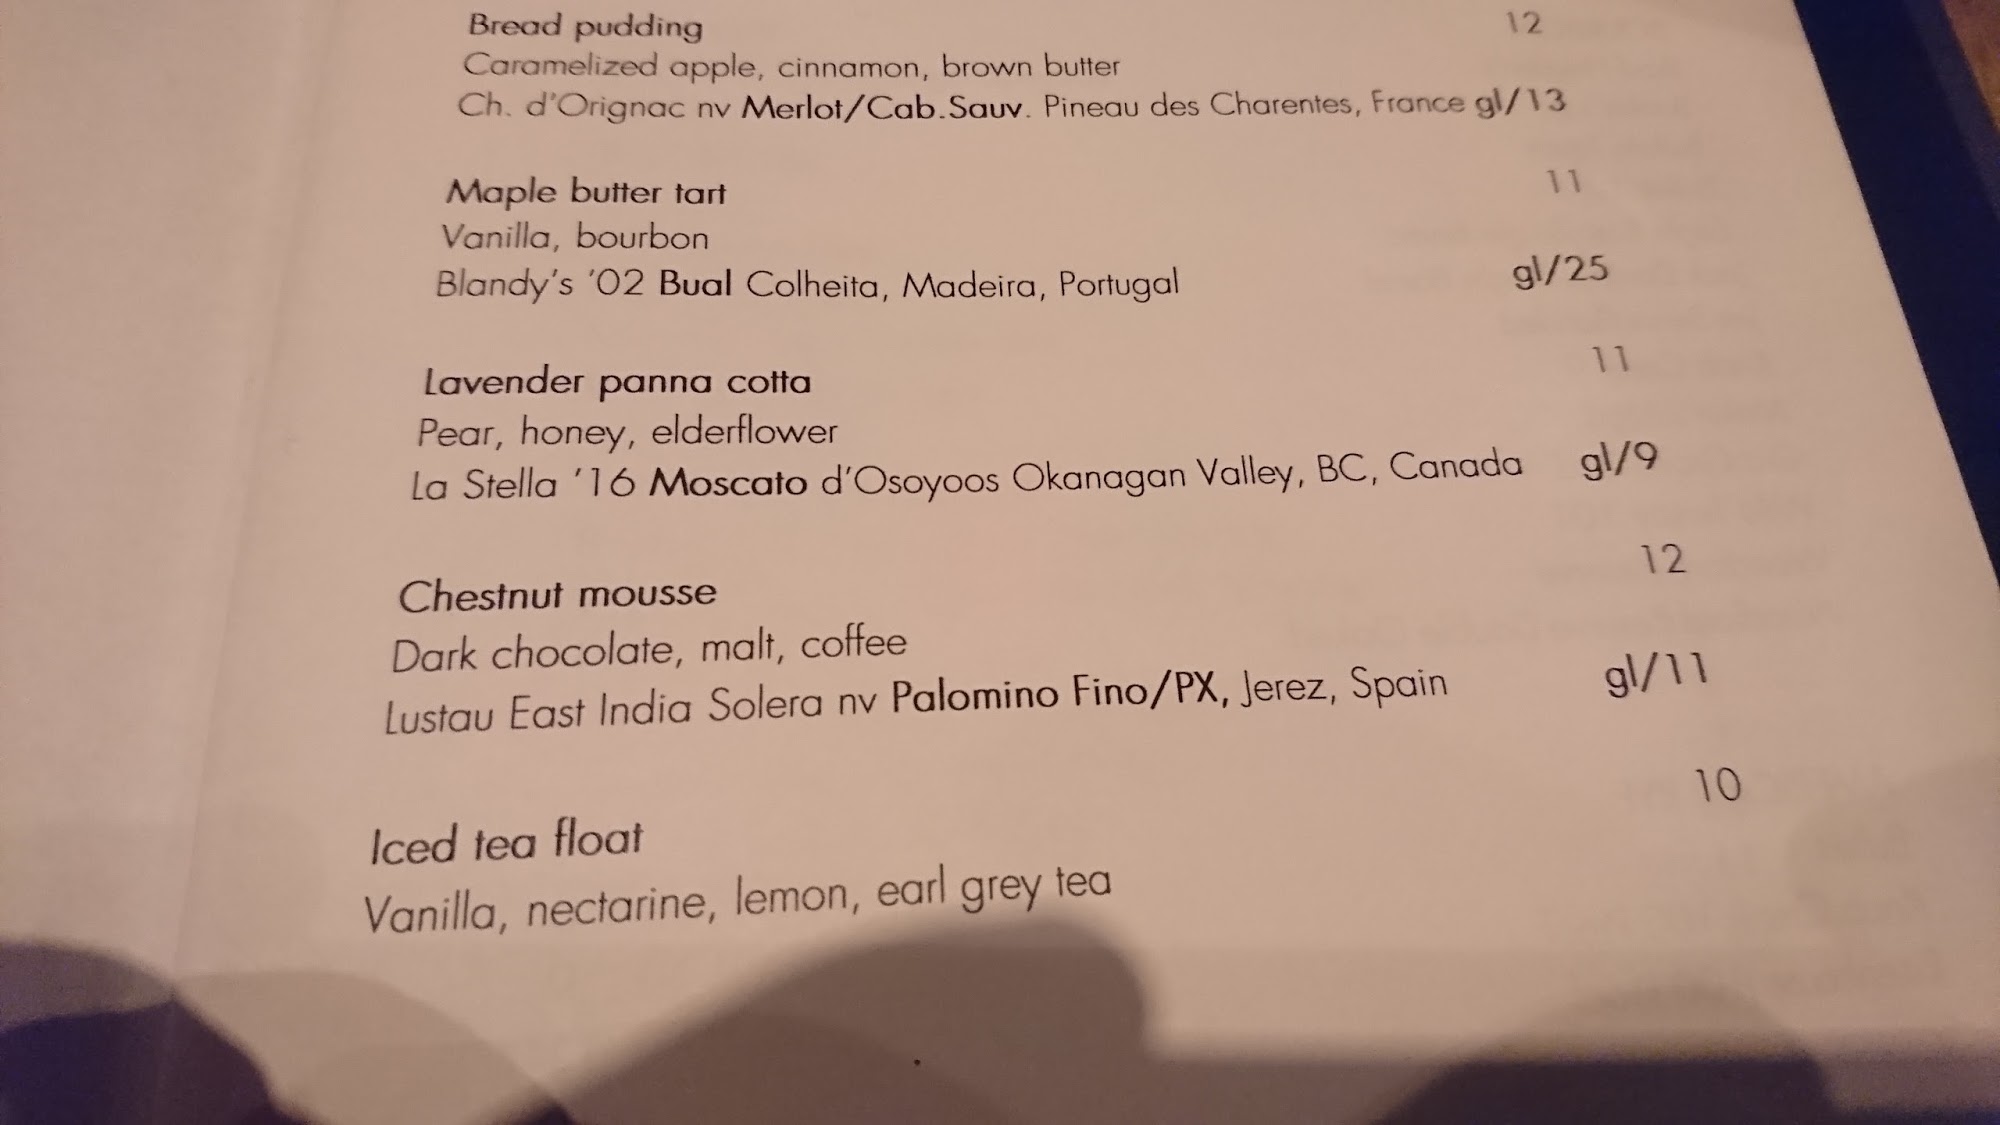 Bread pudding 12
Caramelized apple, cinnamon, brown butter
Ch. d'Orignac nv Merlot/Cab.Sauv. Pineau des Charentes, France gl/13
Maple butter tart 11
Vanilla, bourbon
Blandy's '02 Bual Colheita, Madeira, Portugal gl/25
Lavender panna cotta 11
Pear, honey, elderflower
La Stella '16 Moscato d'Osoyoos Okanagan Valley, BC, Canada gl/9
Chestnut mousse 12
Dark chocolate, malt, coffee
Lustau East India Solera nv Palomino Fino/PX, Jerez, Spain gl/11
Iced tea float 10
Vanilla, nectarine, lemon, earl grey tea